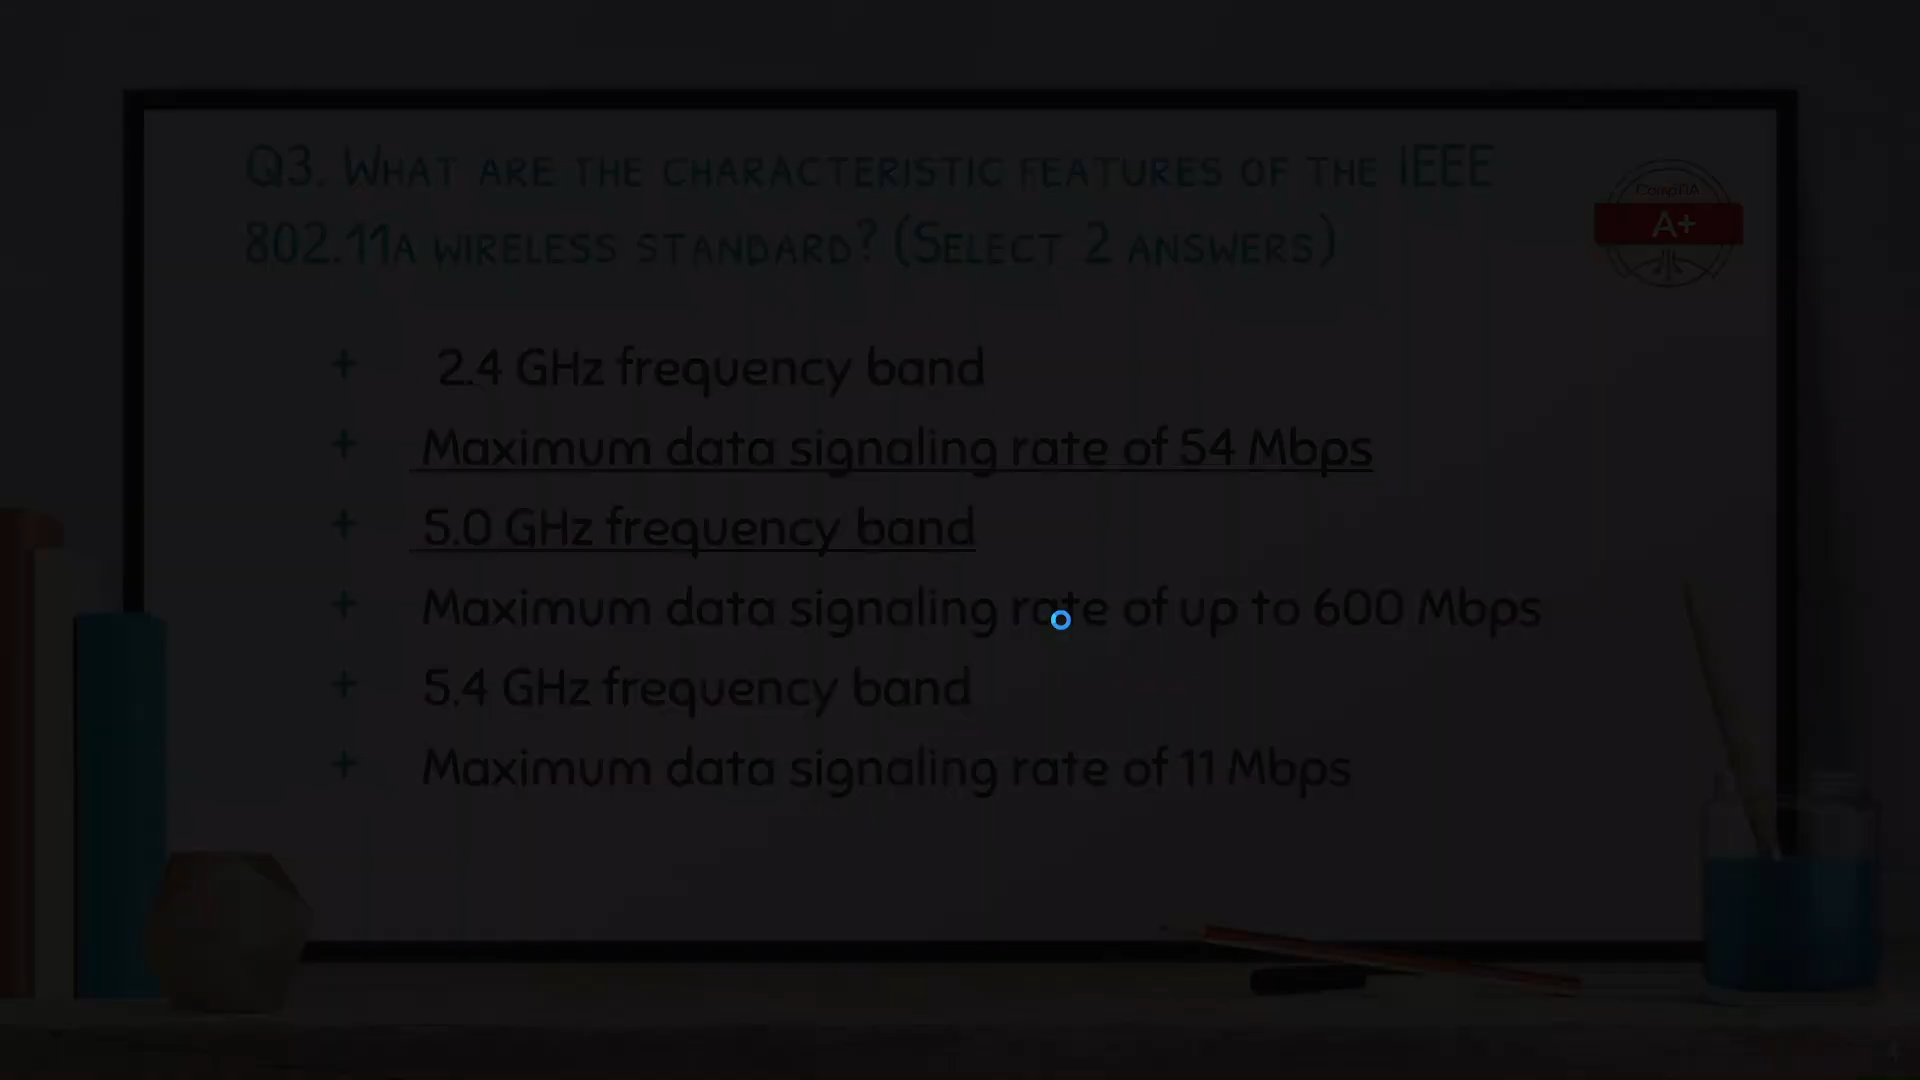 Q3. What are the characteristic features of the IEEE
802.11a wireless standard? (Select 2 answers)
CompTIA
A+
+ 2.4 GHz frequency band
+ Maximum data signaling rate of 54 Mbps
+ 5.0 GHz frequency band
+ Maximum data signaling rate of up to 600 Mbps
+ 5.4 GHz frequency band
+ Maximum data signaling rate of 11 Mbps